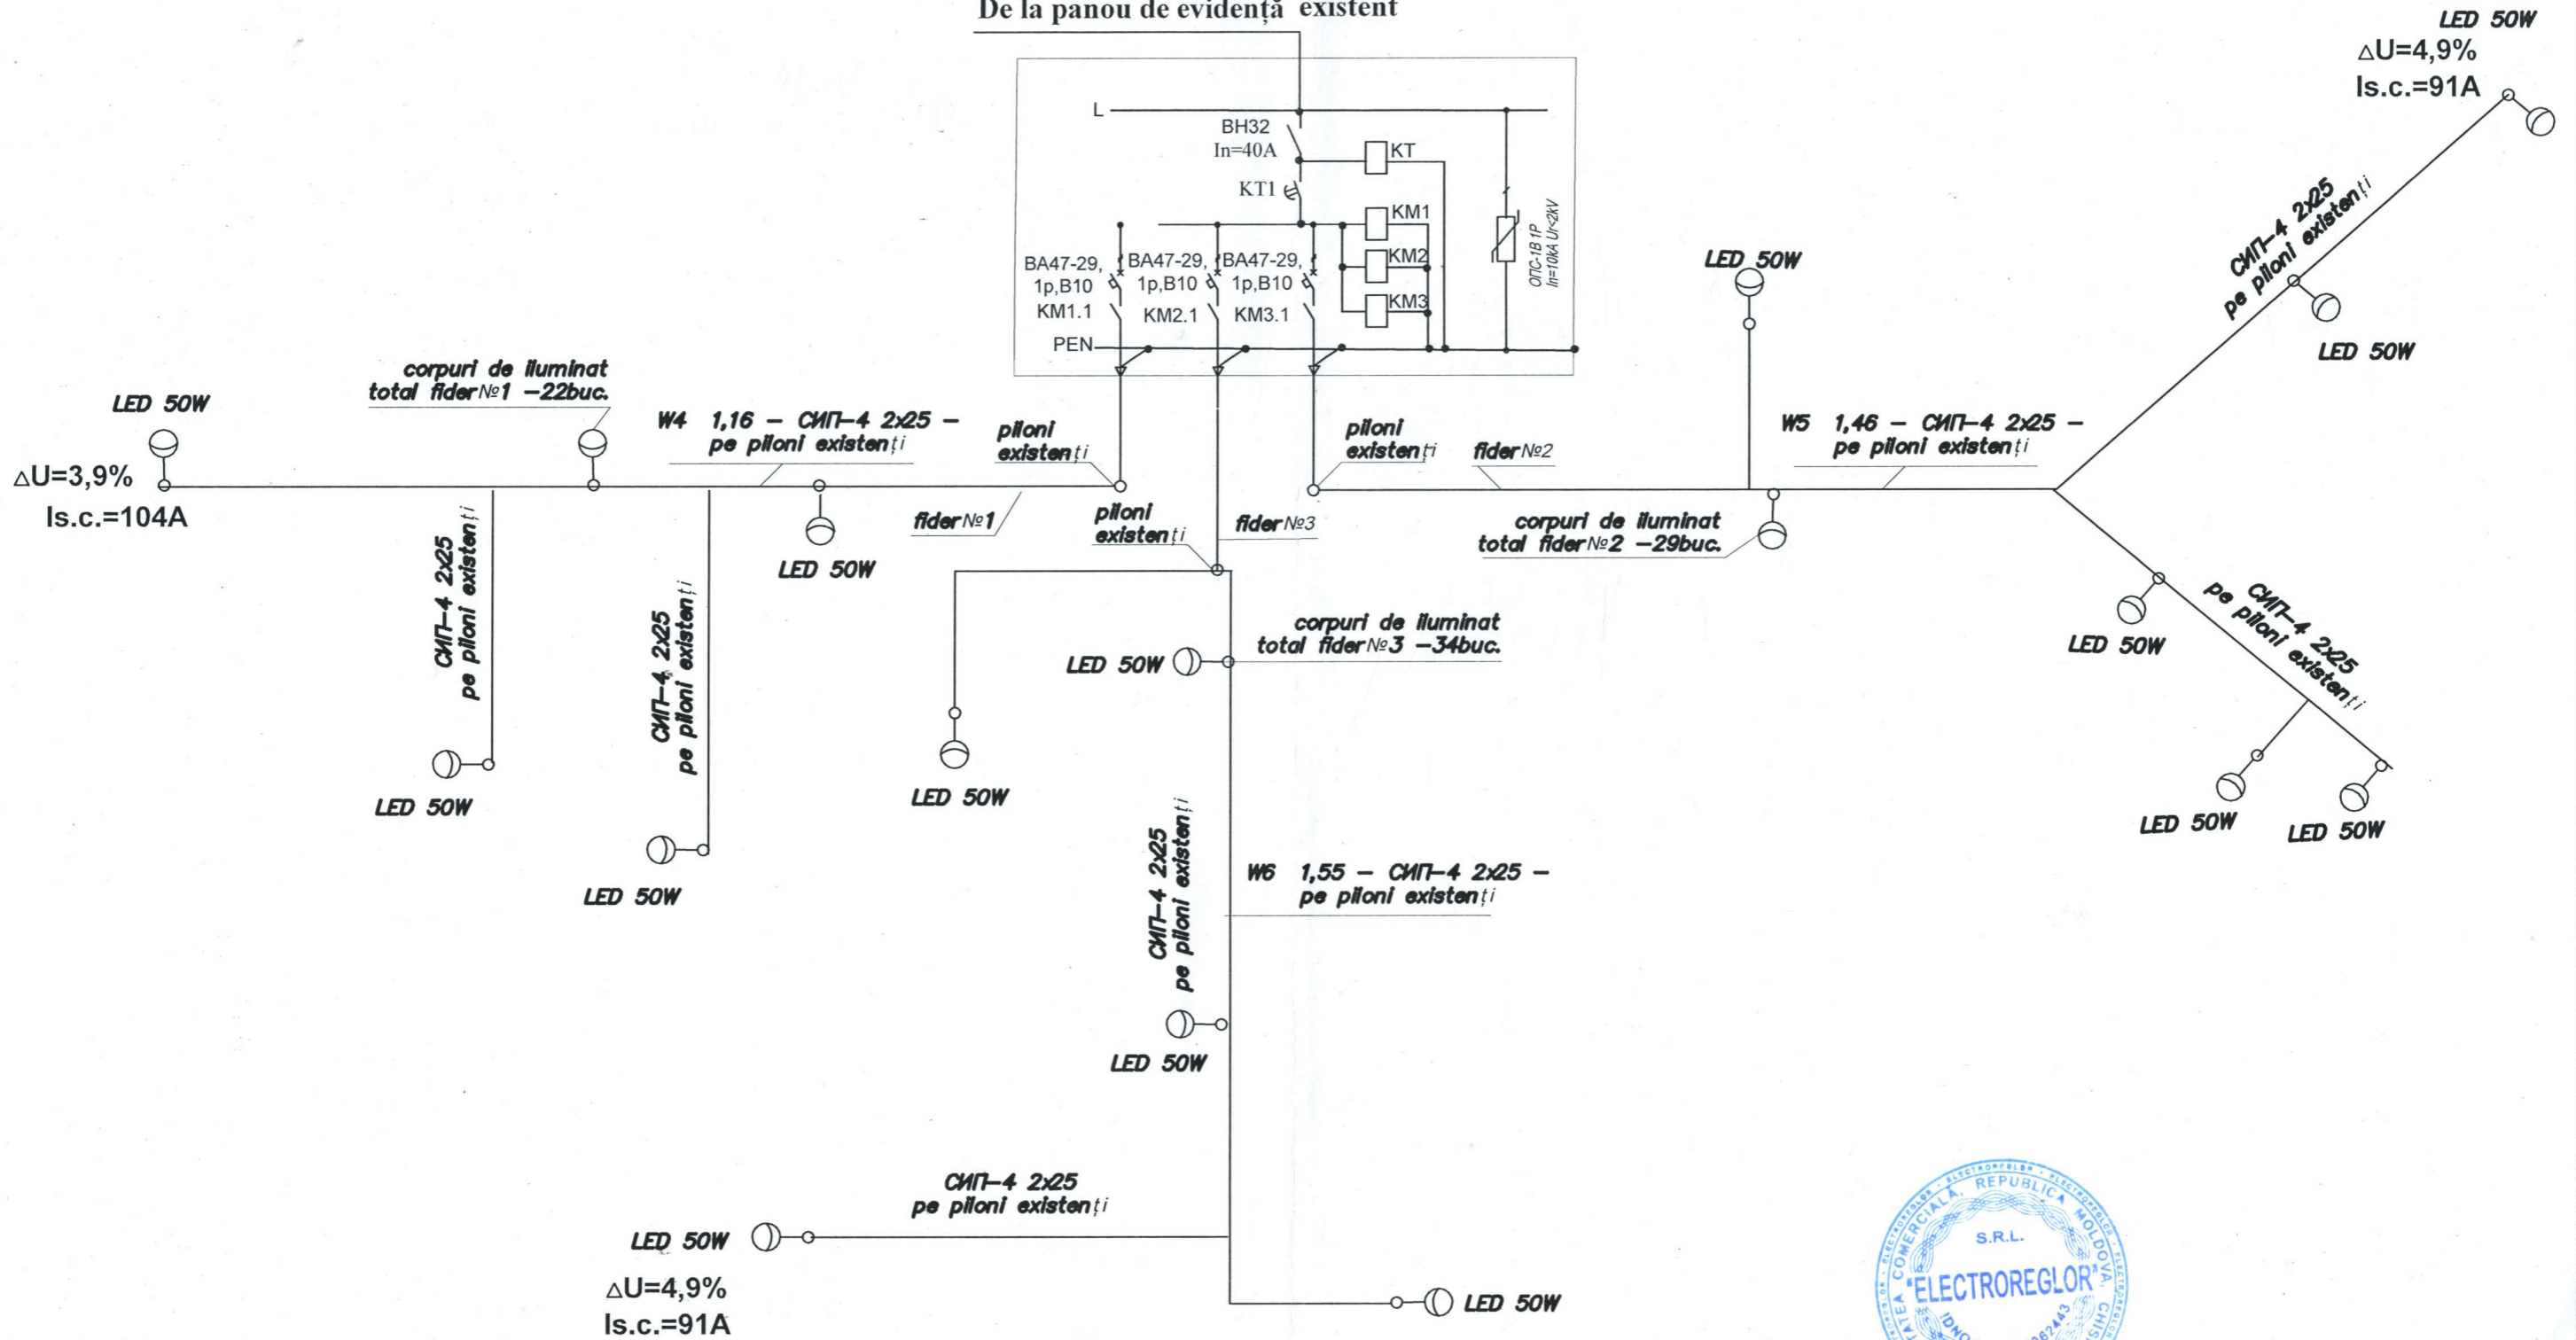 De la panou de evidență existent
LED 50W
△U=4,9%
Is.c.=91A
L
BH32
In=40A
KT
KT1
KM1
KM2
KM3
ОПС-1В 1Р
In=10kA Ur<2kV
BA47-29,
1p,B10
KM1.1
BA47-29,
1p,B10
KM2.1
BA47-29,
1p,B10
KM3.1
PEN
СИП-4 2x25
pe piloni existenți
LED 50W
LED 50W
corpuri de iluminat
total fider№1 -22buc.
LED 50W
△U=3,9%
Is.c.=104A
W4 1,16 - СИП-4 2x25 -
pe piloni existenți
piloni
existenți
fider№1
piloni
existenți
fider№3
piloni
existenți
fider№2
W5 1,46 - СИП-4 2x25 -
pe piloni existenți
corpuri de iluminat
total fider№2 -29buc.
СИП-4 2x25
pe piloni existenți
СИП-4 2x25
pe piloni existenți
LED 50W
corpuri de iluminat
total fider№3 -34buc.
LED 50W
LED 50W
СИП-4 2x25
pe piloni existenți
LED 50W
LED 50W
LED 50W
LED 50W
LED 50W
СИП-4 2x25
pe piloni existenți
W6 1,55 - СИП-4 2x25 -
pe piloni existenți
LED 50W
СИП-4 2x25
pe piloni existenți
LED 50W
△U=4,9%
Is.c.=91A
LED 50W
COMERCIALĂ, REPUBLICA MOLDOVA,
S.R.L.
"ELECTROREGLOR"
IDNO